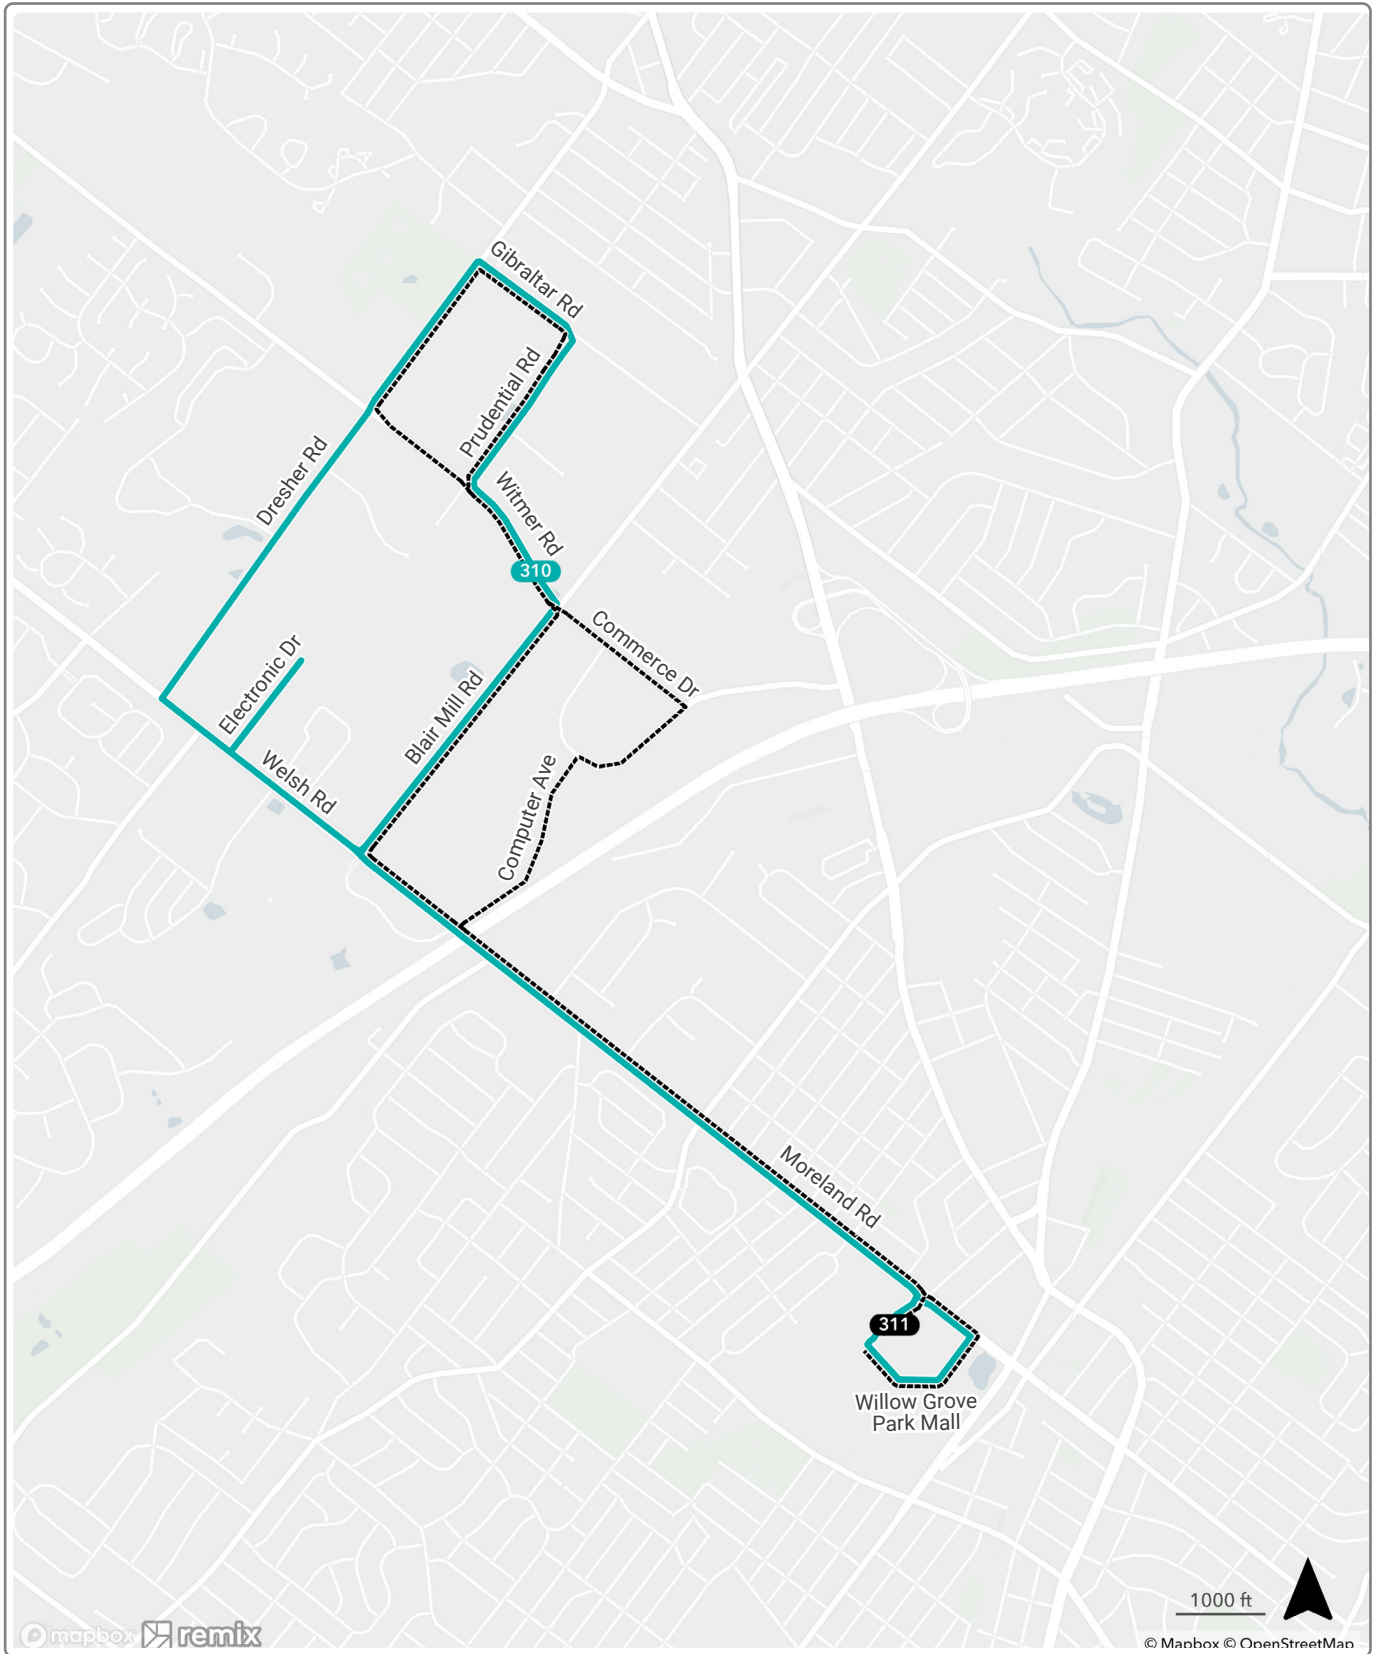 Gibraltar Rd
Prudential Rd
Dresher Rd
Witmer Rd
310
Commerce Dr
Electronic Dr
Blair Mill Rd
Welsh Rd
Computer Ave
Moreland Rd
311
Willow Grove
Park Mall
1000 ft
mapbox remix
© Mapbox © OpenStreetMap